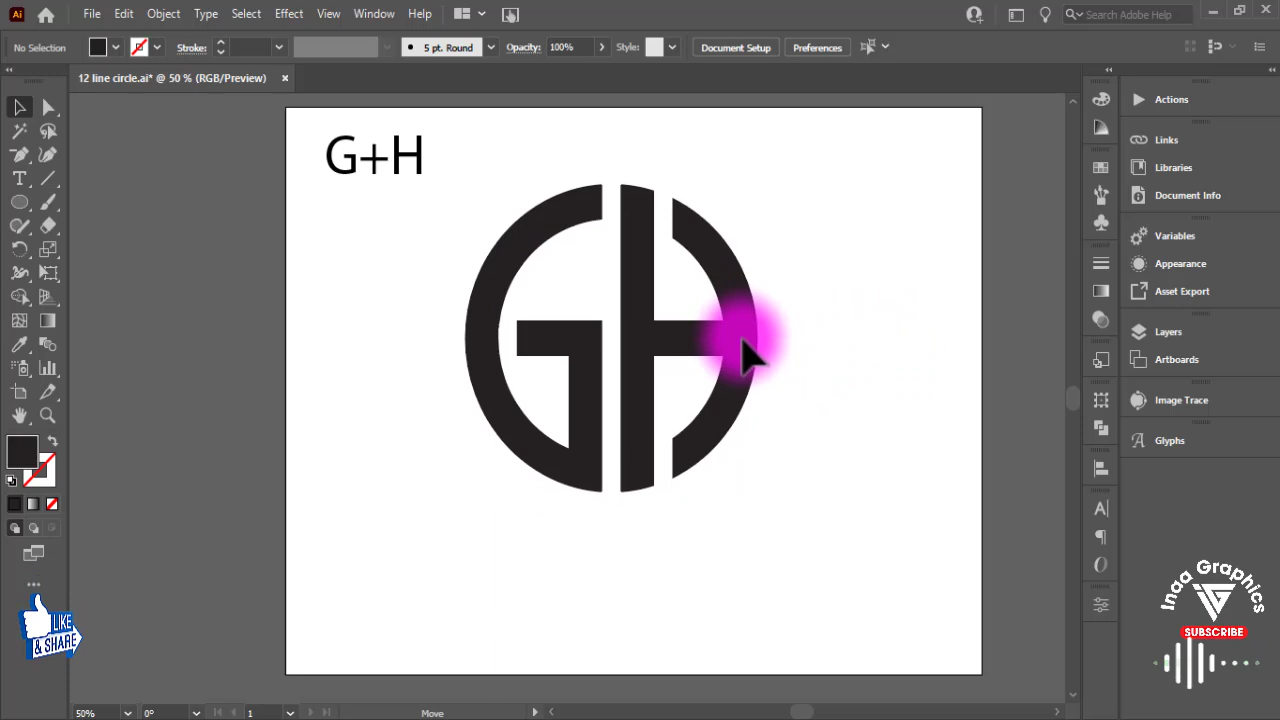 Ai File Edit Object Type Select Effect View Window Help Search Adobe Help
No Selection Stroke: 5 pt. Round Opacity: 100% Style: Document Setup Preferences
12 line circle.ai* @ 50 % (RGB/Preview)
G+H
GH
Actions
Links
Libraries
Document Info
Variables
Appearance
Asset Export
Layers
Artboards
Image Trace
Glyphs
LIKE
& SHARE
Inaa Graphics
SUBSCRIBE
50% 0° 1 Move